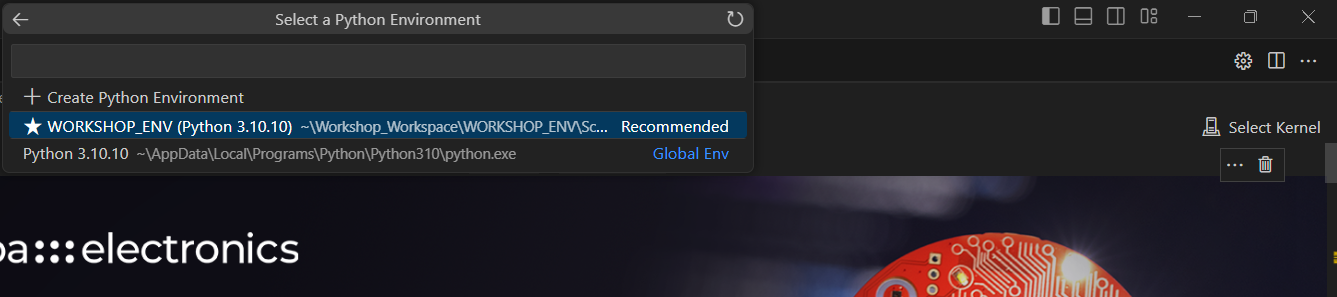 Select a Python Environment
Create Python Environment
WORKSHOP_ENV (Python 3.10.10) ~\Workshop_Workspace\WORKSHOP_ENV\Sc... Recommended
Python 3.10.10 ~\AppData\Local\Programs\Python\Python310\python.exe Global Env
Select Kernel
electronics